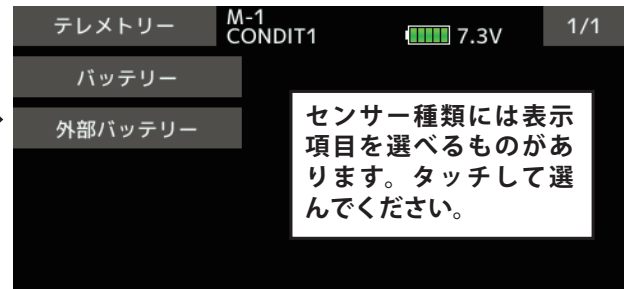 テレメトリー
M-1
CONDIT1
7.3V
1/1
バッテリー
外部バッテリー
センサー種類には表示
項目を選べるものがあ
ります。タッチして選
んでください。